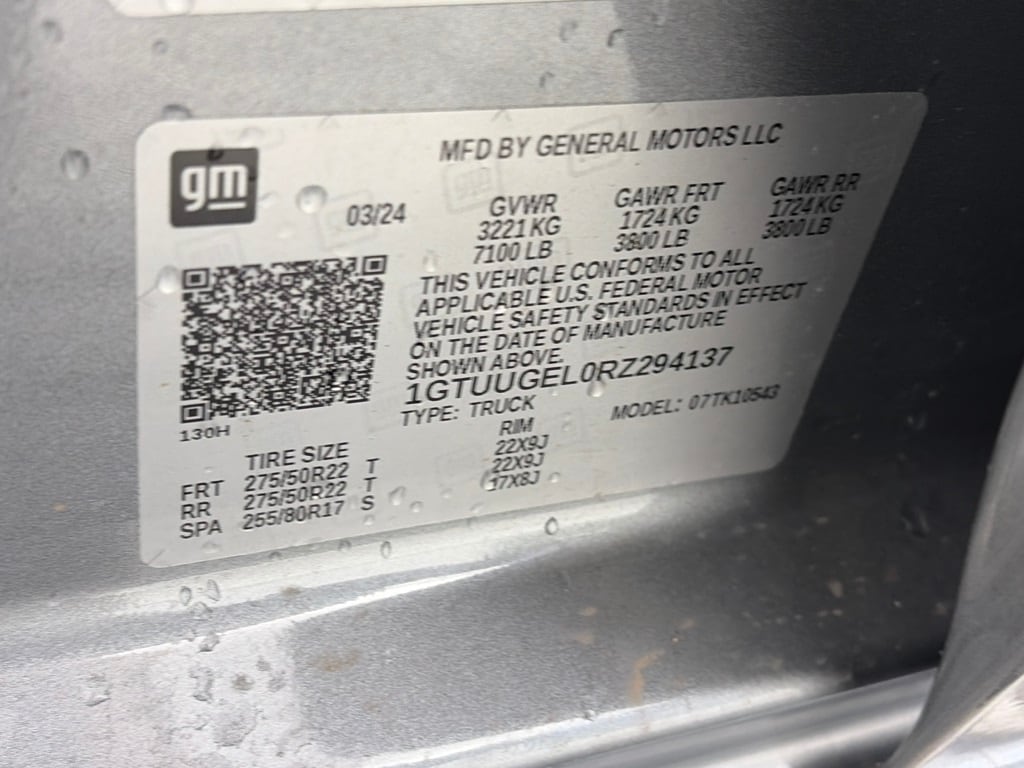 gm
MFD BY GENERAL MOTORS LLC
03/24
GVWR GAWR FRT GAWR RR
3221 KG 1724 KG 1724 KG
7100 LB 3800 LB 3800 LB
THIS VEHICLE CONFORMS TO ALL
APPLICABLE U.S. FEDERAL MOTOR
VEHICLE SAFETY STANDARDS IN EFFECT
ON THE DATE OF MANUFACTURE
SHOWN ABOVE.
1GTUUGEL0RZ294137
TYPE: TRUCK MODEL: 07TK10543
130H
TIRE SIZE RIM
FRT 275/50R22 T 22X9J
RR 275/50R22 T 22X9J
SPA 255/80R17 S 17X8J